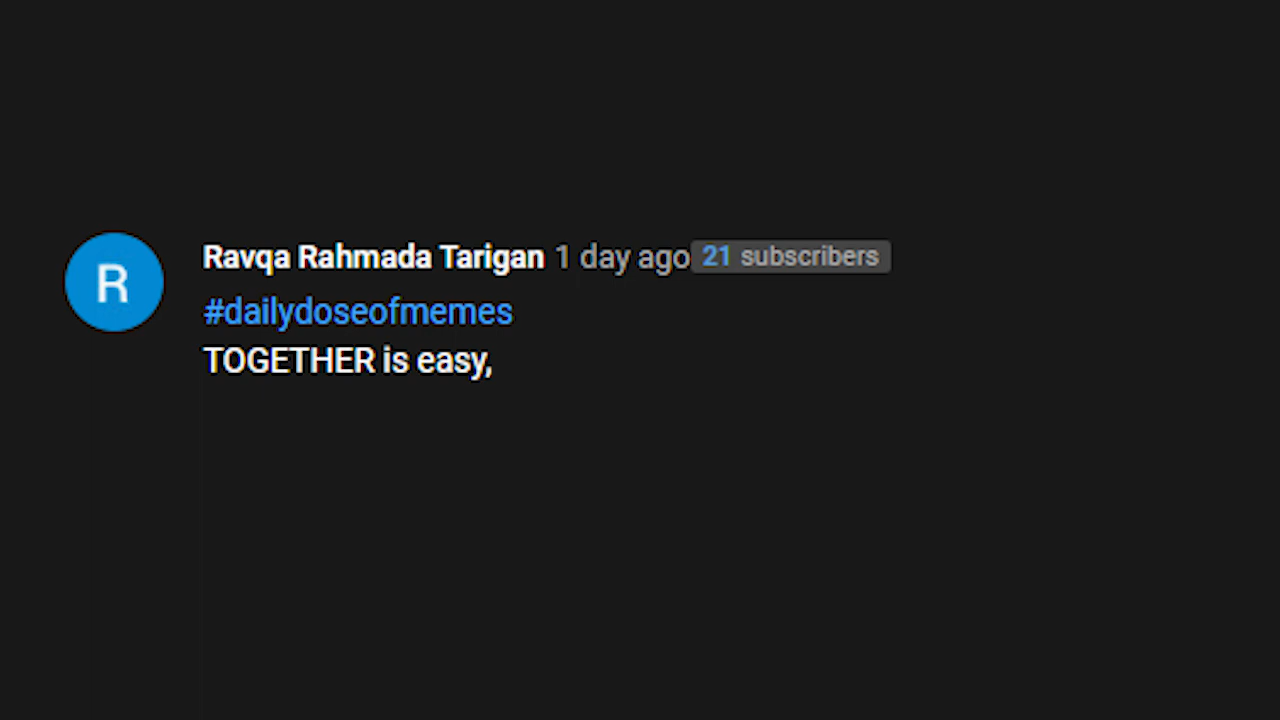 R
Ravqa Rahmada Tarigan 1 day ago 21 subscribers
#dailydoseofmemes
TOGETHER is easy,